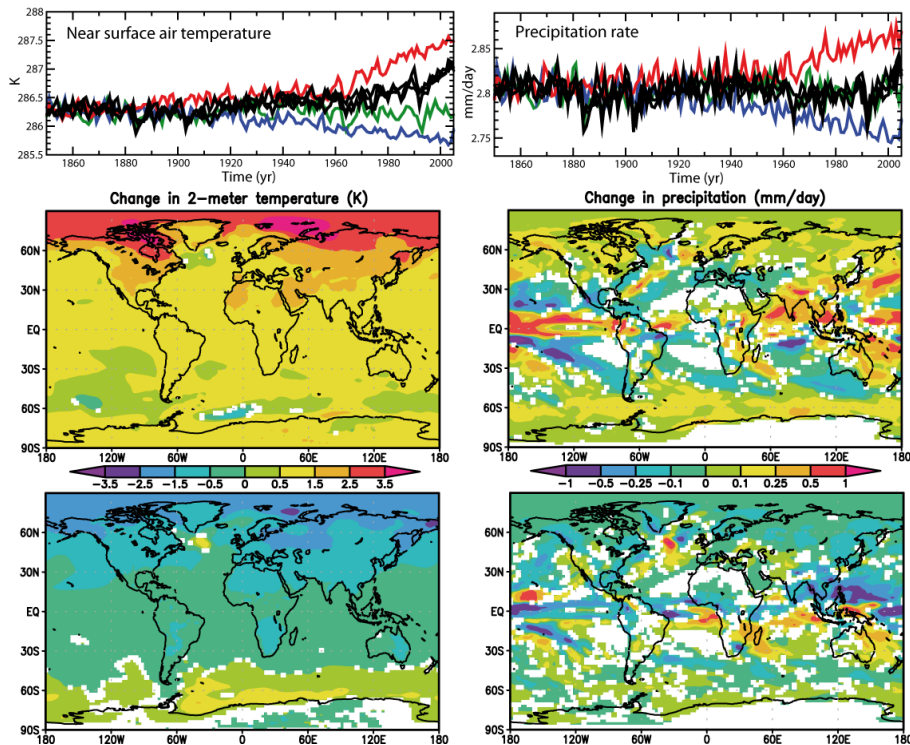 Near surface air temperature
288
287.5
287
286.5
286
285.5
K
1860 1880 1900 1920 1940 1960 1980 2000
Time (yr)
Precipitation rate
2.85
2.8
2.75
mm/day
1860 1880 1900 1920 1940 1960 1980 2000
Time (yr)
Change in 2-meter temperature (K)
60N
30N
EQ
30S
60S
90S
180 120W 60W 0 60E 120E 180
Change in precipitation (mm/day)
60N
30N
EQ
30S
60S
90S
180 120W 60W 0 60E 120E 180
-3.5 -2.5 -1.5 -0.5 0 0.5 1.5 2.5 3.5
-1 -0.5 -0.25 -0.1 0 0.1 0.25 0.5 1
60N
30N
EQ
30S
60S
90S
180 120W 60W 0 60E 120E 180
60N
30N
EQ
30S
60S
90S
180 120W 60W 0 60E 120E 180